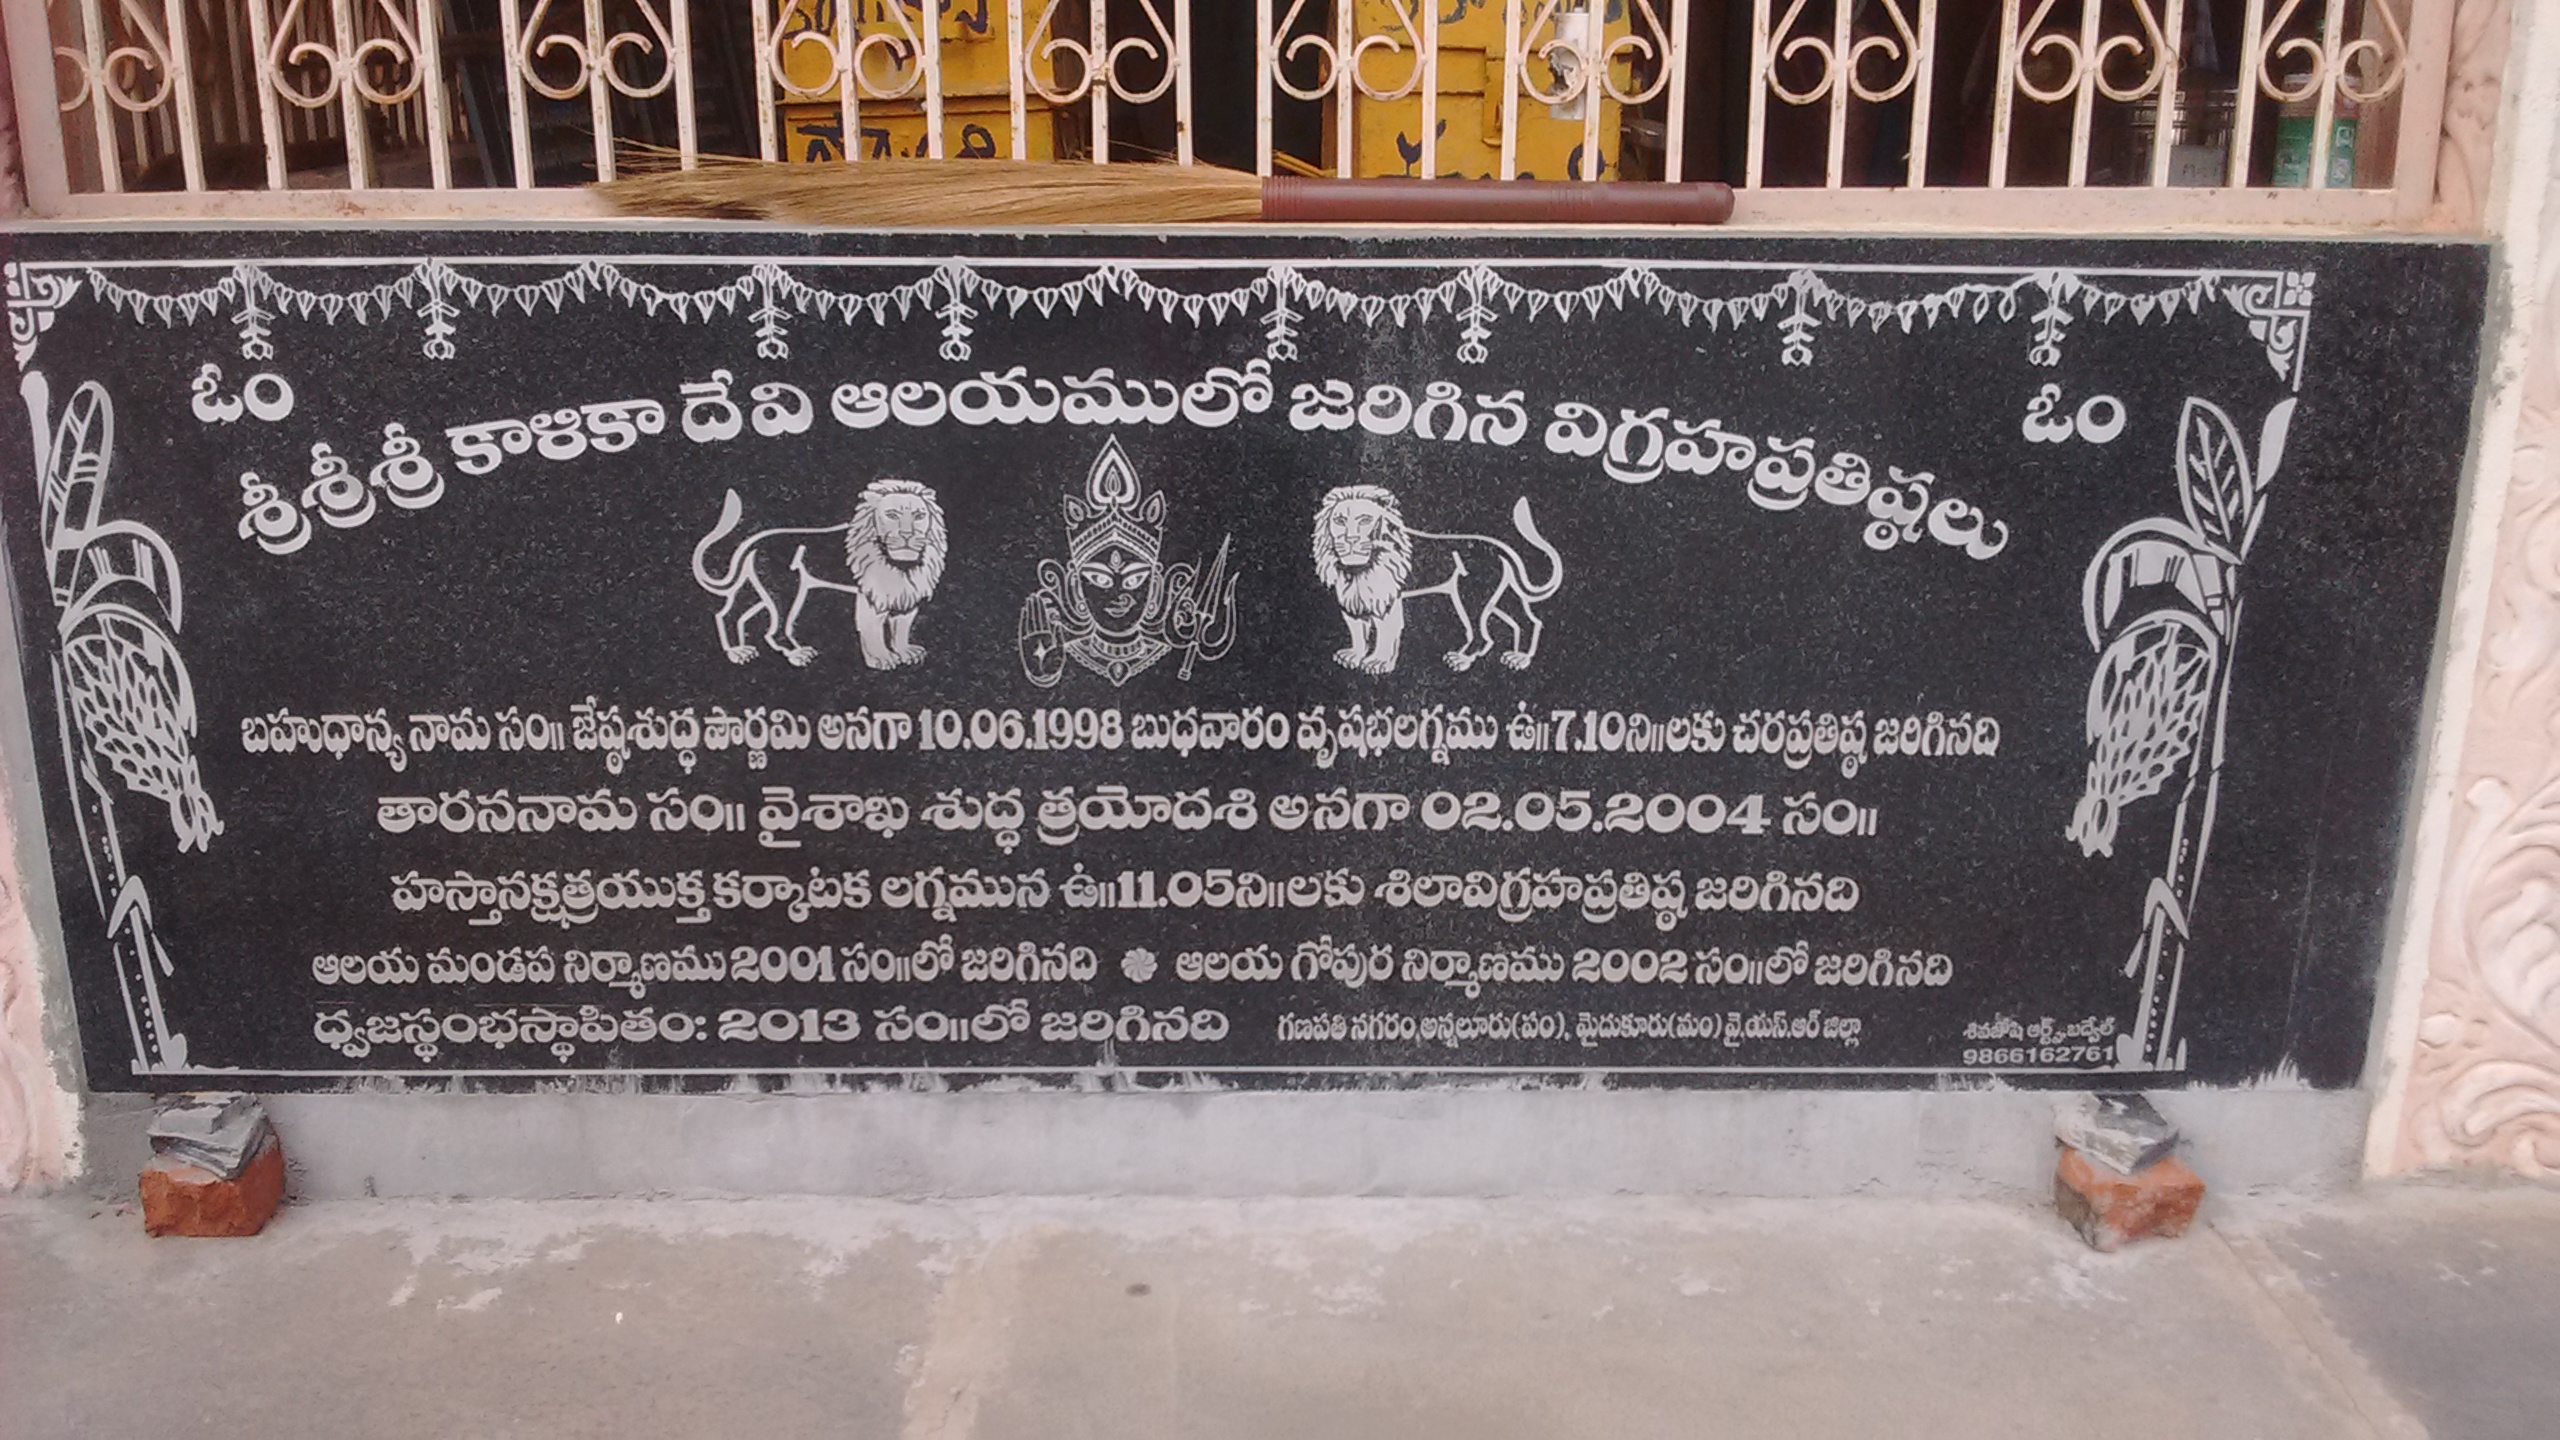 ఓం
ఓం
శ్రీశ్రీశ్రీ కాళికా దేవి ఆలయములో జరిగిన విగ్రహప్రతిష్ఠలు
బహుధాన్య నామ సం॥ జేష్ఠశుద్ధ పౌర్ణమి అనగా 10.06.1998 బుధవారం వృషభలగ్నము ఉ॥7.10ని॥లకు చరప్రతిష్ఠ జరిగినది
తారననామ సం॥ వైశాఖ శుద్ధ త్రయోదశి అనగా 02.05.2004 సం॥
హస్తానక్షత్రయుక్త కర్కాటక లగ్నమున ఉ॥11.05ని॥లకు శిలావిగ్రహప్రతిష్ఠ జరిగినది
ఆలయ మండప నిర్మాణము 2001 సం॥లో జరిగినది ఆలయ గోపుర నిర్మాణము 2002 సం॥లో జరిగినది
ధ్వజస్థంభస్థాపితం: 2013 సం॥లో జరిగినది గణపతి నగరం,అన్నలూరు(పం), మైదుకూరు(మం) వై.యస్.ఆర్ జిల్లా
శివజోషి ఆర్ట్స్,బద్వేల్
9866162761